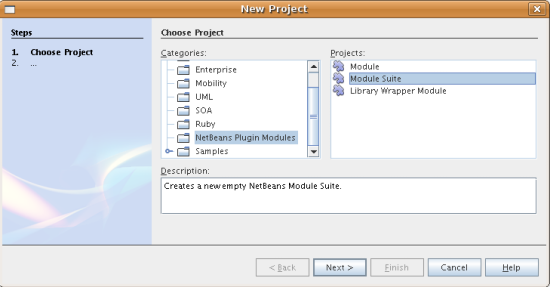 New Project
Steps
1. Choose Project
2. ...
Choose Project
Categories:
Enterprise
Mobility
UML
SOA
Ruby
NetBeans Plugin Modules
Samples
Projects:
Module
Module Suite
Library Wrapper Module
Description:
Creates a new empty NetBeans Module Suite.
< Back
Next >
Finish
Cancel
Help